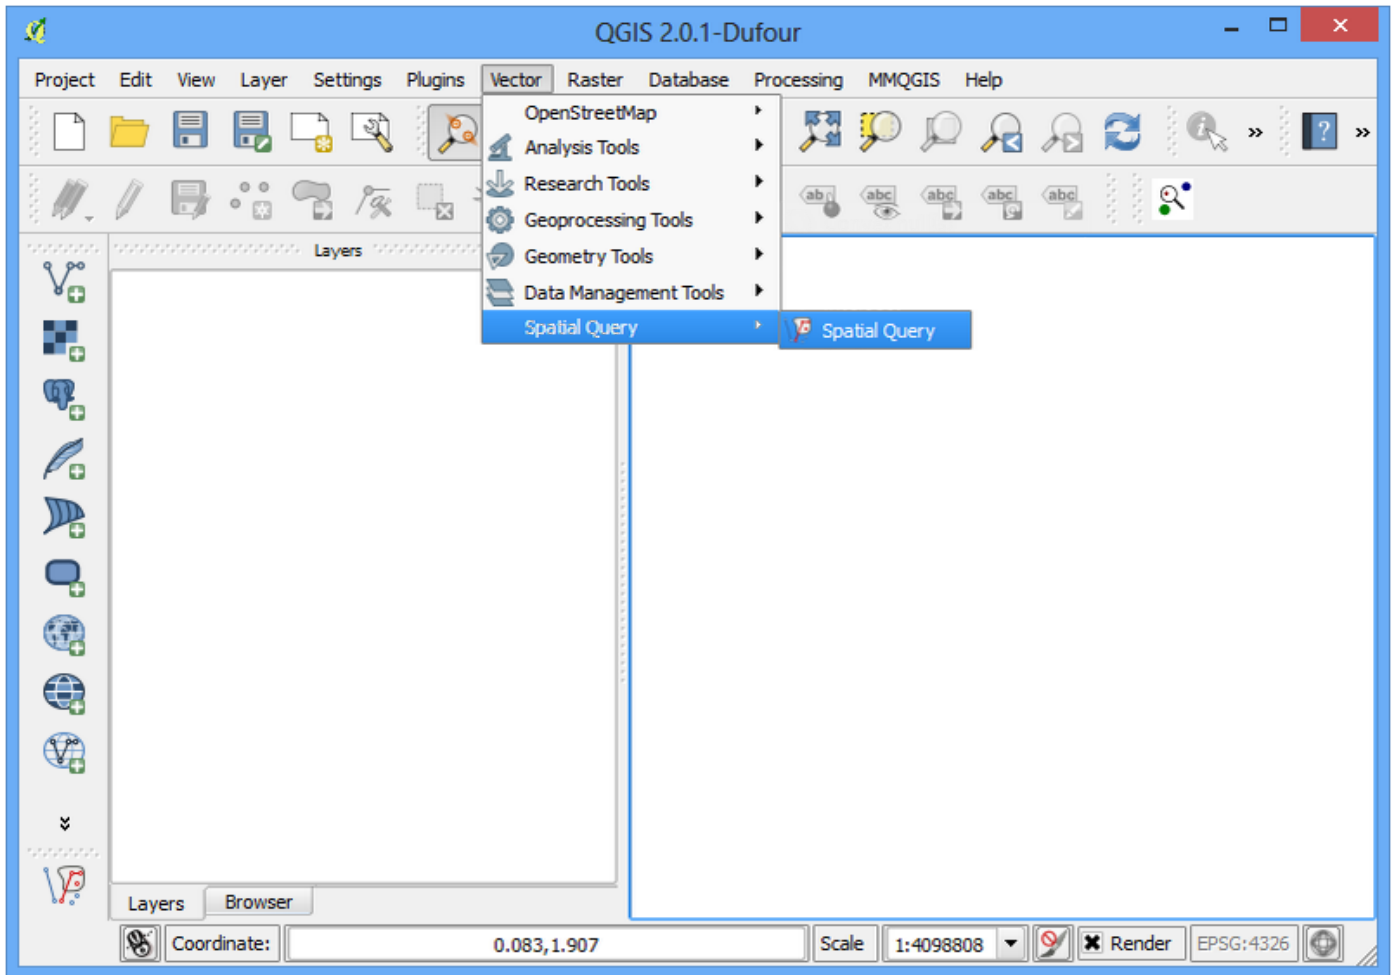 QGIS 2.0.1-Dufour
Project Edit View Layer Settings Plugins Vector Raster Database Processing MMQGIS Help
OpenStreetMap
Analysis Tools
Research Tools
Geoprocessing Tools
Geometry Tools
Data Management Tools
Spatial Query
Spatial Query
abc abc abc abc
Layers
Layers Browser
Coordinate: 0.083,1.907 Scale 1:4098808 Render EPSG:4326